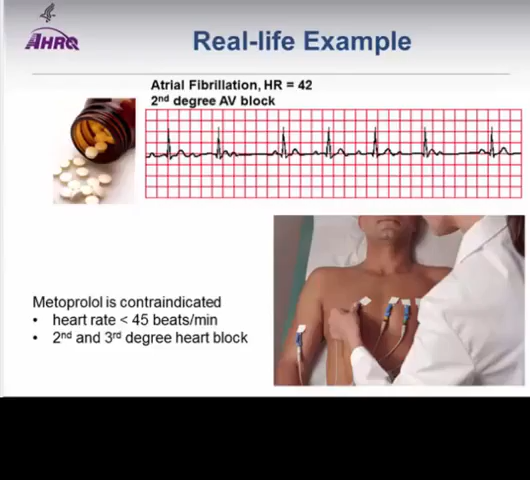 AHRQ
Real-life Example
Atrial Fibrillation, HR = 42
2nd degree AV block
Metoprolol is contraindicated
• heart rate < 45 beats/min
• 2nd and 3rd degree heart block